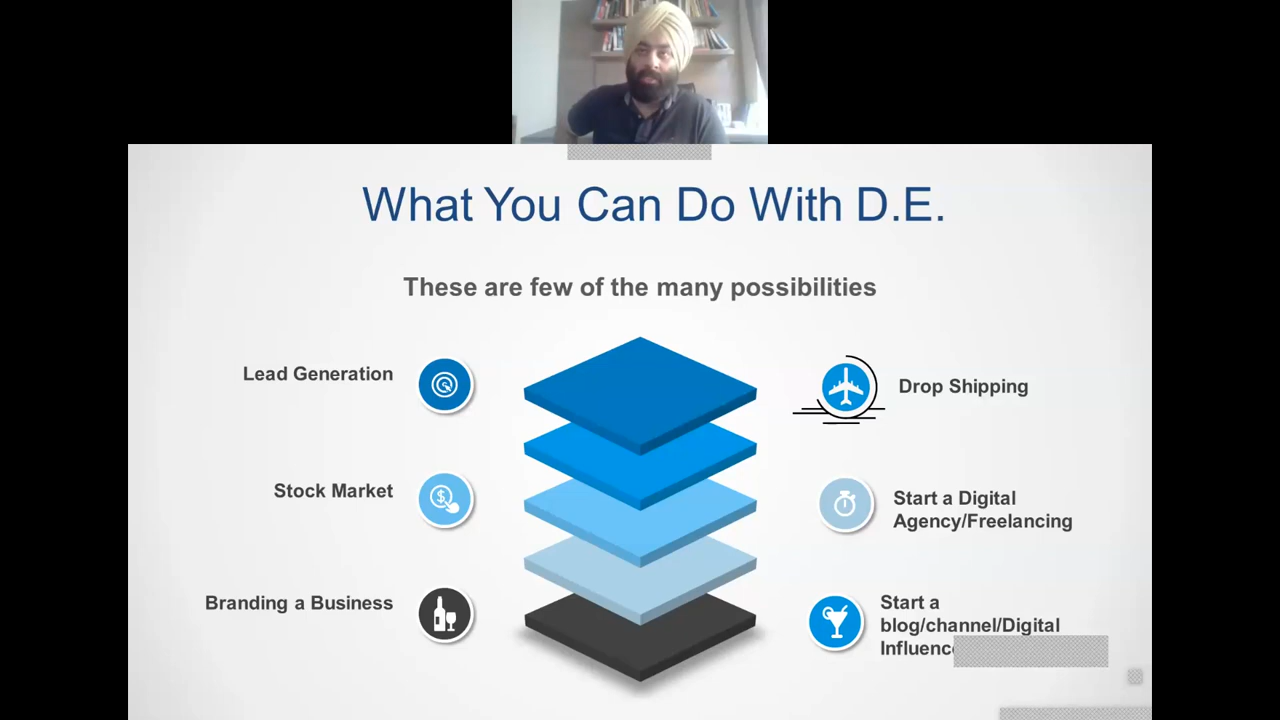 What You Can Do With D.E.
These are few of the many possibilities
Lead Generation
Drop Shipping
Stock Market
Start a Digital
Agency/Freelancing
Branding a Business
Start a
blog/channel/Digital